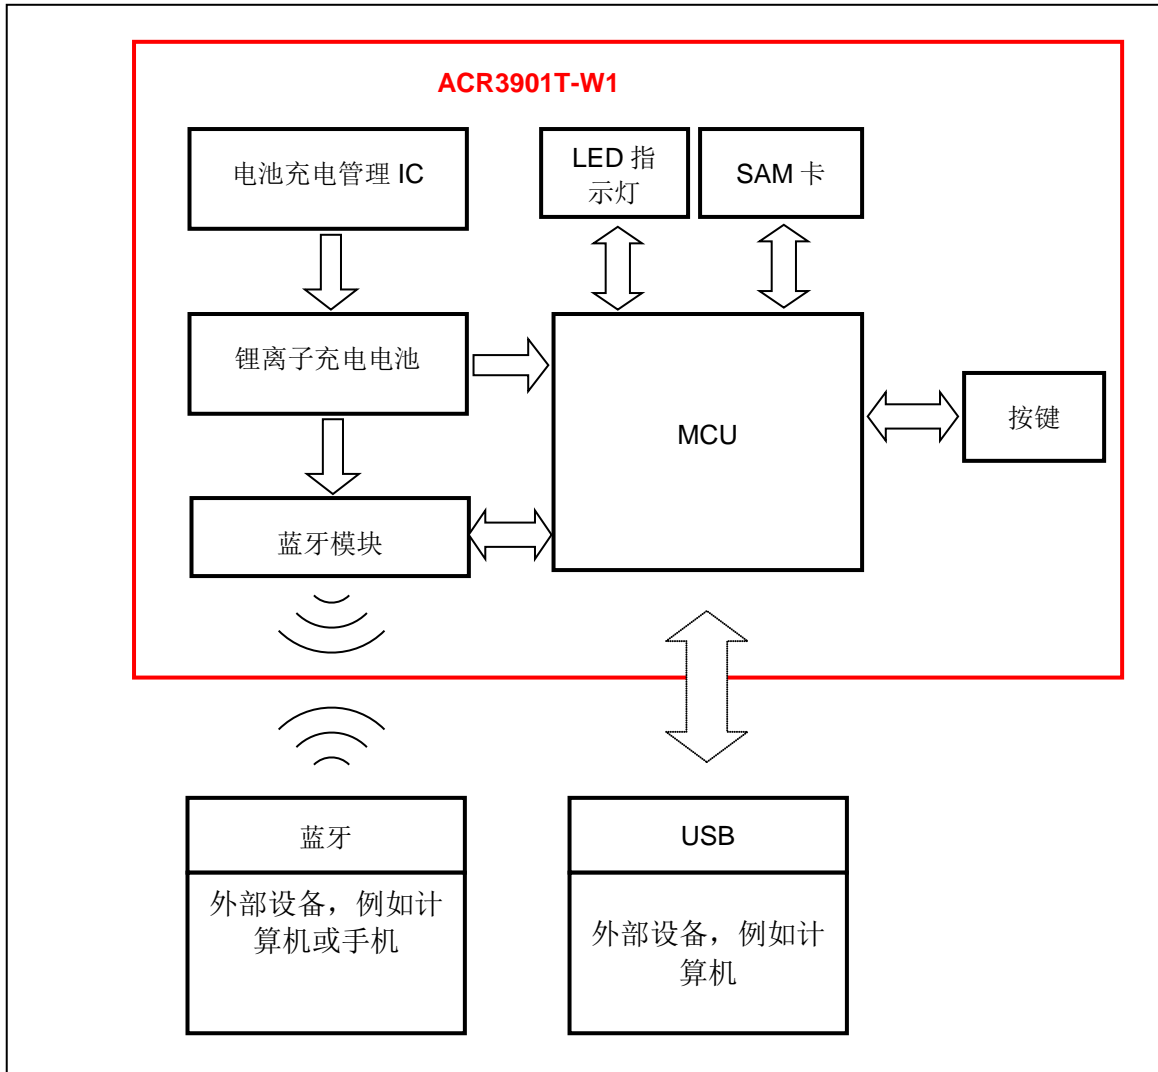 ACR3901T-W1
电池充电管理 IC
LED 指
示灯
SAM 卡
锂离子充电电池
MCU
按键
蓝牙模块
蓝牙
外部设备，例如计
算机或手机
USB
外部设备，例如计
算机